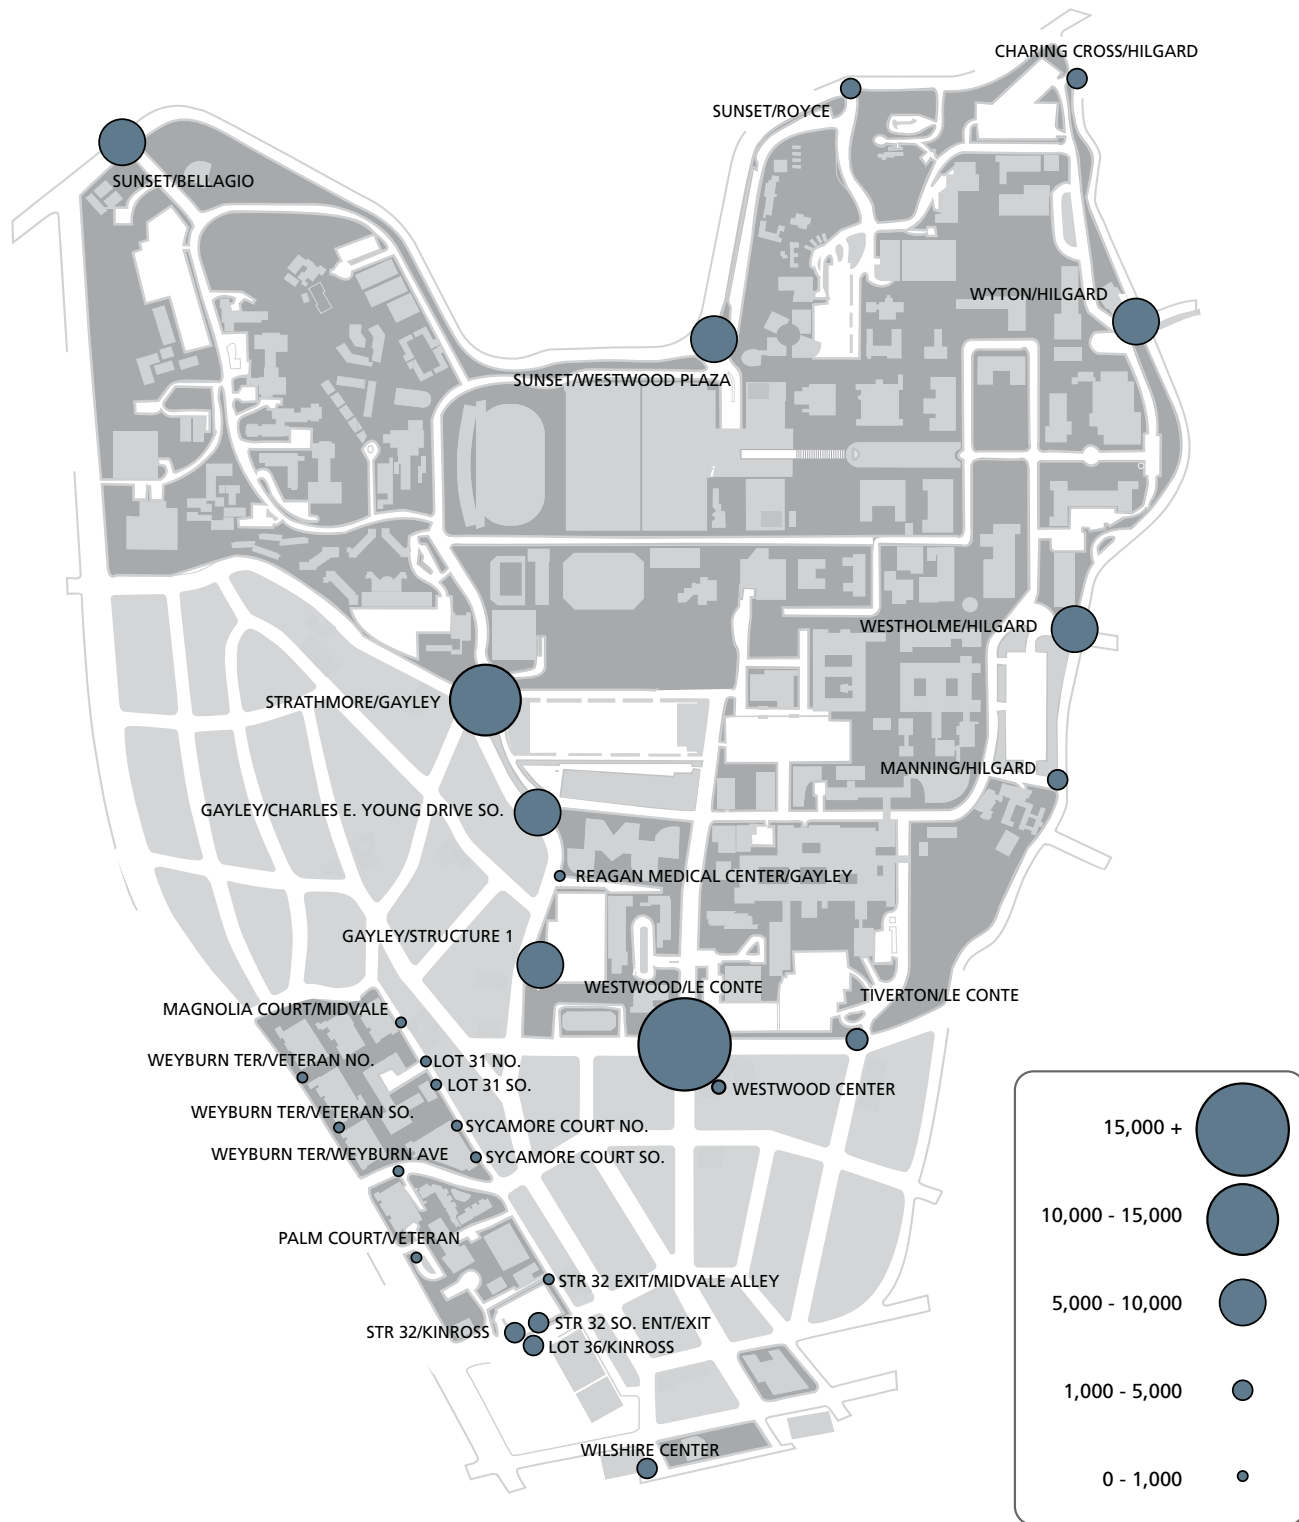 CHARING CROSS/HILGARD
SUNSET/ROYCE
SUNSET/BELLAGIO
WYTON/HILGARD
SUNSET/WESTWOOD PLAZA
WESTHOLME/HILGARD
STRATHMORE/GAYLEY
MANNING/HILGARD
GAYLEY/CHARLES E. YOUNG DRIVE SO.
REAGAN MEDICAL CENTER/GAYLEY
GAYLEY/STRUCTURE 1
WESTWOOD/LE CONTE
TIVERTON/LE CONTE
MAGNOLIA COURT/MIDVALE
WEYBURN TER/VETERAN NO.
LOT 31 NO.
LOT 31 SO.
WESTWOOD CENTER
WEYBURN TER/VETERAN SO.
SYCAMORE COURT NO.
WEYBURN TER/WEYBURN AVE
SYCAMORE COURT SO.
PALM COURT/VETERAN
STR 32 EXIT/MIDVALE ALLEY
STR 32 SO. ENT/EXIT
STR 32/KINROSS
LOT 36/KINROSS
WILSHIRE CENTER
15,000 +
10,000 - 15,000
5,000 - 10,000
1,000 - 5,000
0 - 1,000